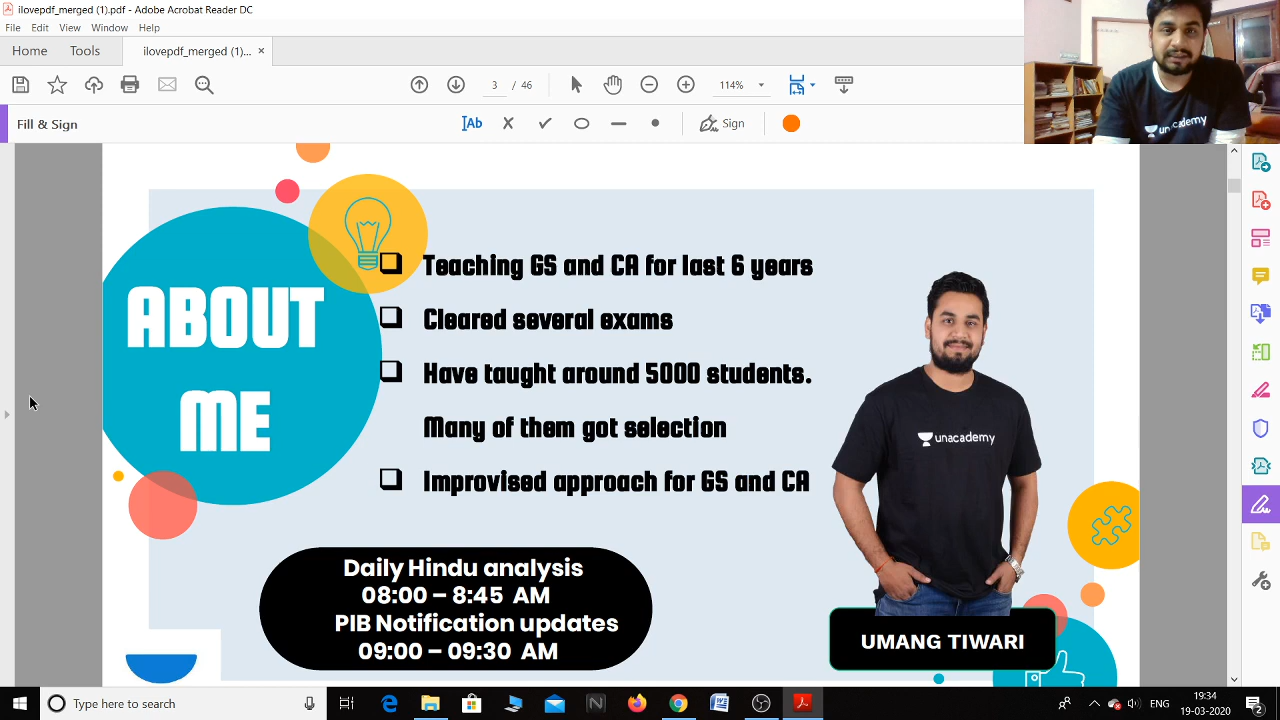 ilovepdf_merged (1).pdf - Adobe Acrobat Reader DC
File Edit View Window Help
Home Tools ilovepdf_merged (1)... ×
3 / 46 114%
Fill & Sign
Ab Sign
unacademy
ABOUT
ME
Teaching GS and CA for last 6 years
Cleared several exams
Have taught around 5000 students.
Many of them got selection
Improvised approach for GS and CA
unacademy
Daily Hindu analysis
08:00 – 8:45 AM
PIB Notification updates
09:00 – 09:30 AM
UMANG TIWARI
Type here to search
ENG
19:34
19-03-2020
2